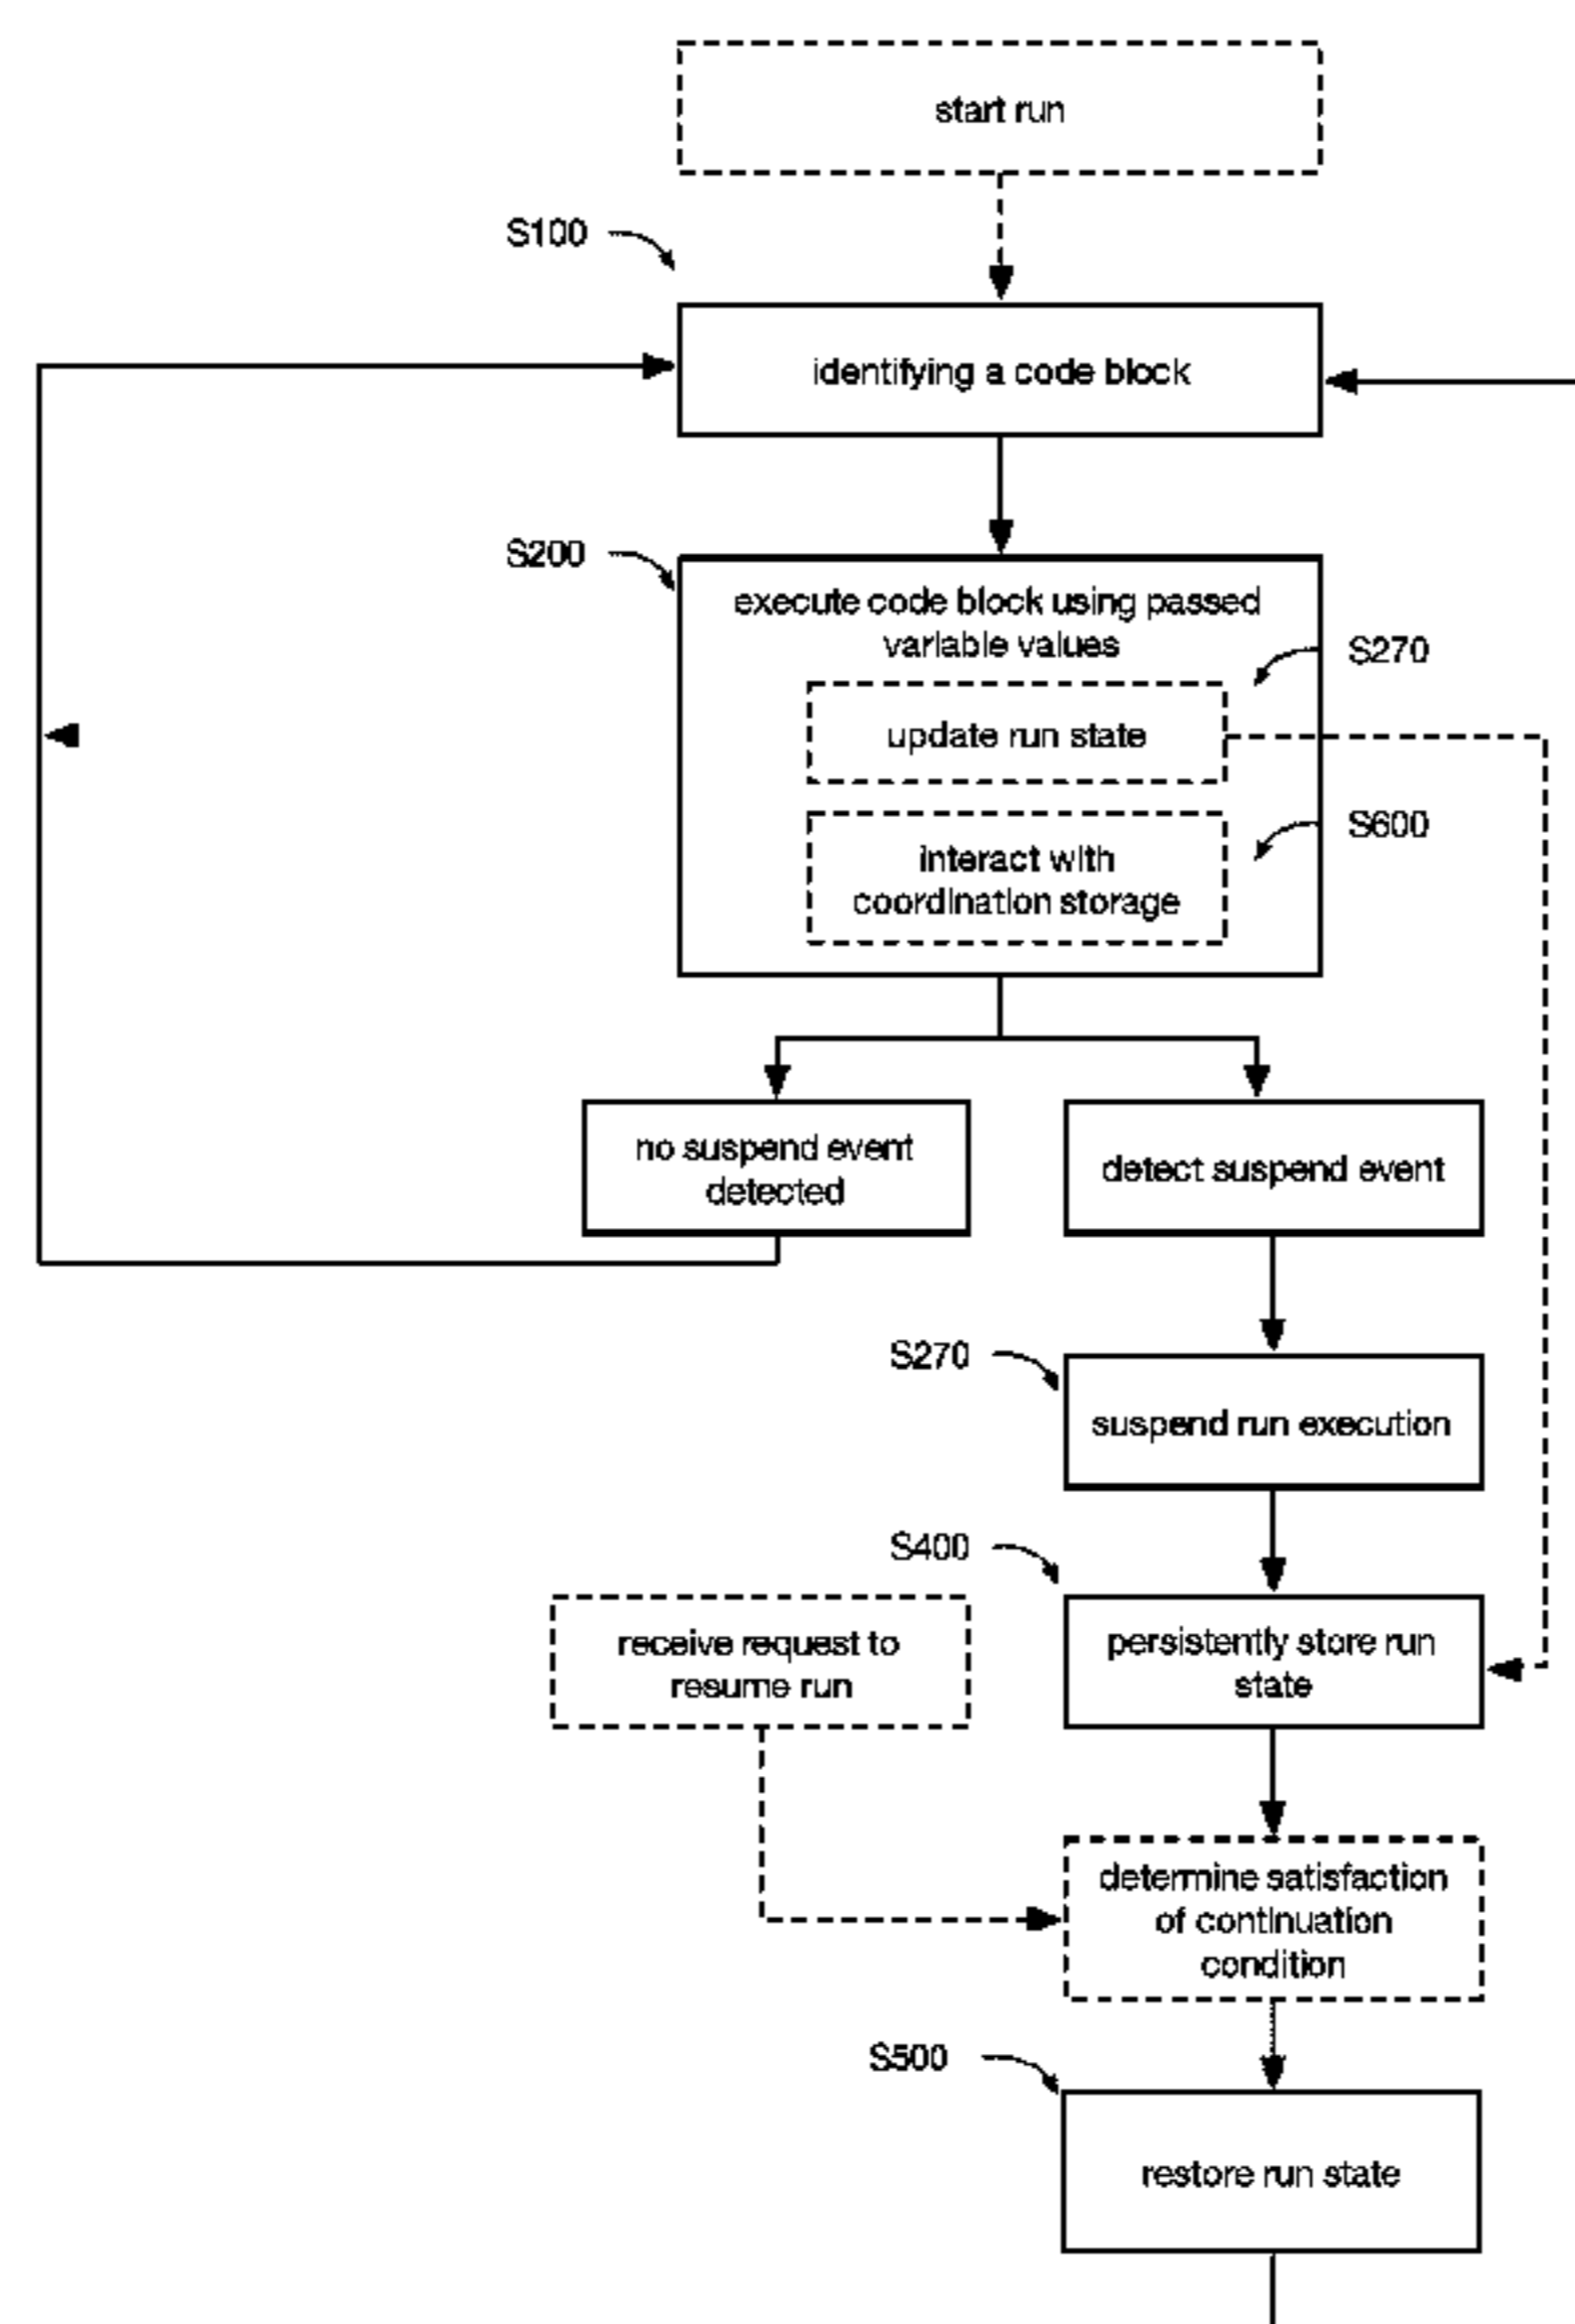 start run
S100
identifying a code block
S200
execute code block using passed
variable values
S270
update run state
S600
interact with
coordination storage
no suspend event
detected
detect suspend event
S270
suspend run execution
S400
receive request to
resume run
persistently store run
state
determine satisfaction
of continuation
condition
S500
restore run state